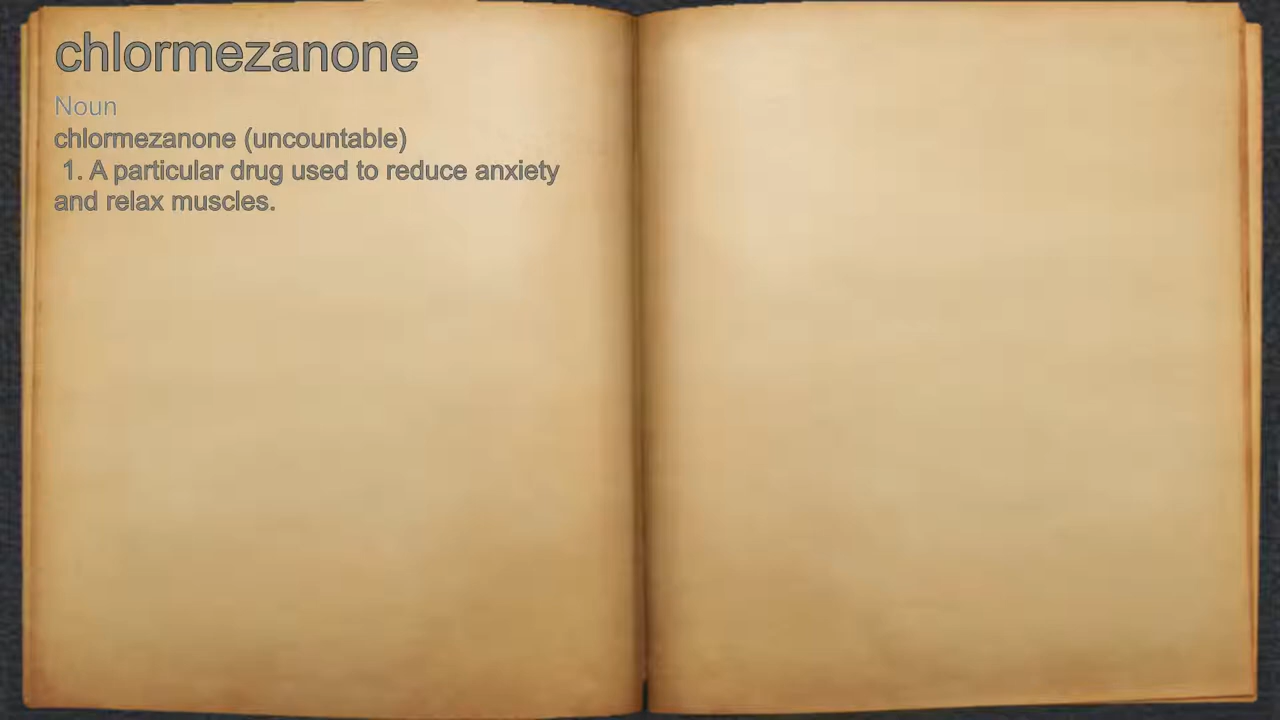 chlormezanone
Noun
chlormezanone (uncountable)
1. A particular drug used to reduce anxiety
and relax muscles.